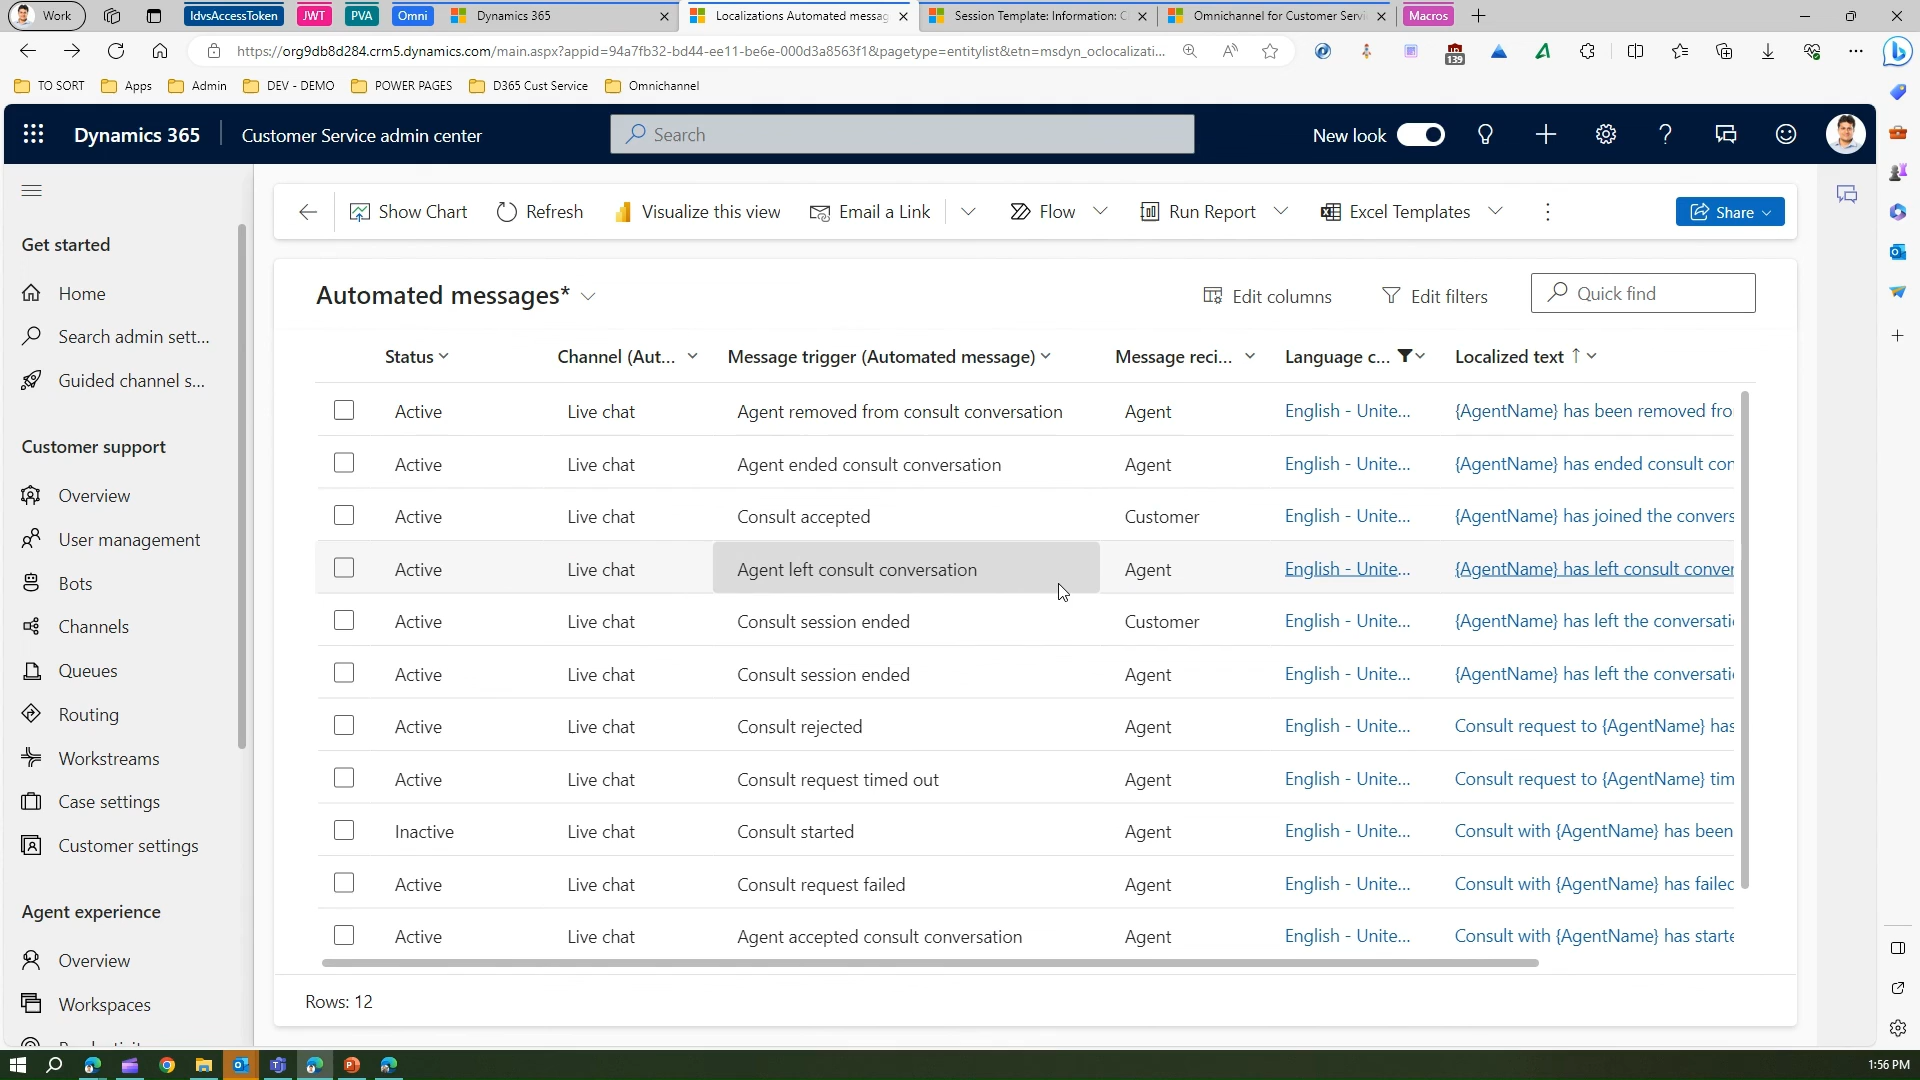 Work
IdvsAccessToken
JWT
PVA
Omni
Dynamics 365
Localizations Automated messag
Session Template: Information: C
Omnichannel for Customer Servi
Macros
https://org9db8d284.crm5.dynamics.com/main.aspx?appid=94a7fb32-bd44-ee11-be6e-000d3a8563f1&pagetype=entitylist&etn=msdyn_oclocalizati...
139
TO SORT
Apps
Admin
DEV - DEMO
POWER PAGES
D365 Cust Service
Omnichannel
Dynamics 365
Customer Service admin center
Search
New look
Show Chart
Refresh
Visualize this view
Email a Link
Flow
Run Report
Excel Templates
Share
Get started
Home
Search admin sett...
Guided channel s...
Customer support
Overview
User management
Bots
Channels
Queues
Routing
Workstreams
Case settings
Customer settings
Agent experience
Overview
Workspaces
Automated messages*
Edit columns
Edit filters
Quick find
Status Channel (Aut... Message trigger (Automated message) Message reci... Language c... Localized text ↑
Active Live chat Agent removed from consult conversation Agent English - Unite... {AgentName} has been removed fro
Active Live chat Agent ended consult conversation Agent English - Unite... {AgentName} has ended consult con
Active Live chat Consult accepted Customer English - Unite... {AgentName} has joined the convers
Active Live chat Agent left consult conversation Agent English - Unite... {AgentName} has left consult conver
Active Live chat Consult session ended Customer English - Unite... {AgentName} has left the conversati
Active Live chat Consult session ended Agent English - Unite... {AgentName} has left the conversati
Active Live chat Consult rejected Agent English - Unite... Consult request to {AgentName} has
Active Live chat Consult request timed out Agent English - Unite... Consult request to {AgentName} tim
Inactive Live chat Consult started Agent English - Unite... Consult with {AgentName} has been
Active Live chat Consult request failed Agent English - Unite... Consult with {AgentName} has failed
Active Live chat Agent accepted consult conversation Agent English - Unite... Consult with {AgentName} has starte
Rows: 12
1:56 PM